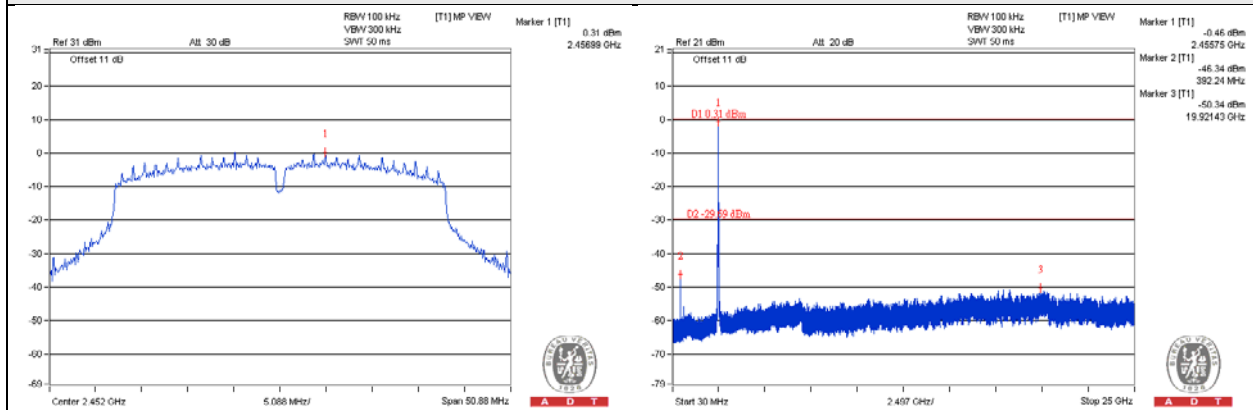 RBW 100 kHz [T1] MP VIEW Marker 1 [T1]
VBW 300 kHz 0.31 dBm
Ref 31 dBm Att 30 dB SWT 50 ms 2.45699 GHz
31
Offset 11 dB
20
10
1
0
-10
-20
-30
-40
-50
-60
-69
Center 2.452 GHz 5.088 MHz/ Span 50.88 MHz
BUREAU VERITAS
1828
A D T
RBW 100 kHz [T1] MP VIEW Marker 1 [T1]
VBW 300 kHz -0.46 dBm
Ref 21 dBm Att 20 dB SWT 50 ms 2.45575 GHz
Marker 2 [T1]
-46.34 dBm
392.24 MHz
Marker 3 [T1]
-50.34 dBm
19.92143 GHz
21
Offset 11 dB
10
1
D1 0.31 dBm
0
-10
-20
D2 -29.69 dBm
-30
-40
2
3
-50
-60
-70
-79
Start 30 MHz 2.497 GHz/ Stop 25 GHz
BUREAU VERITAS
1828
A D T